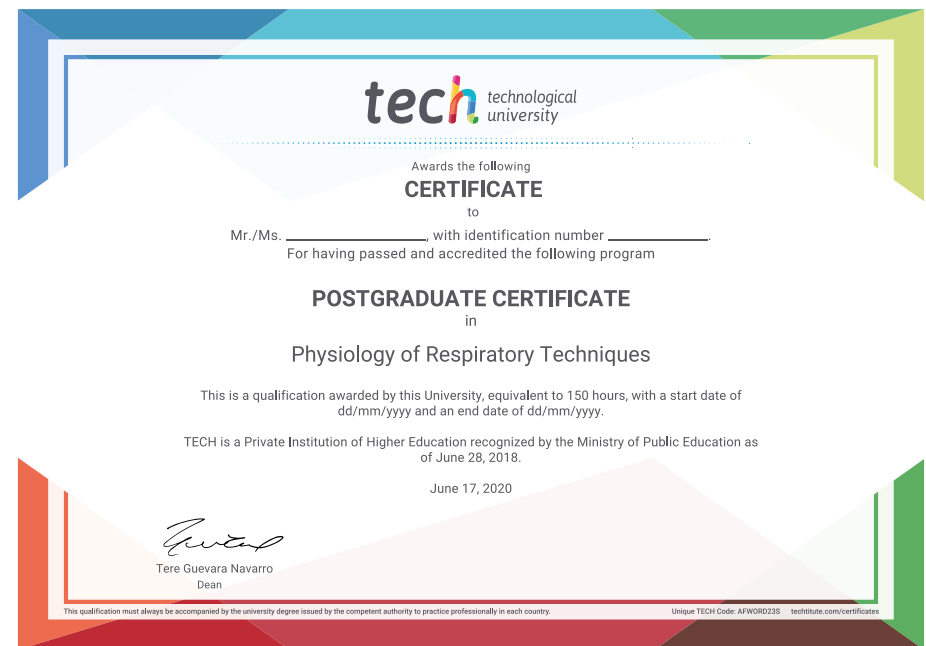 tech technological
university
Awards the following
CERTIFICATE
to
Mr./Ms. ____________________, with identification number ______________.
For having passed and accredited the following program
POSTGRADUATE CERTIFICATE
in
Physiology of Respiratory Techniques
This is a qualification awarded by this University, equivalent to 150 hours, with a start date of
dd/mm/yyyy and an end date of dd/mm/yyyy.
TECH is a Private Institution of Higher Education recognized by the Ministry of Public Education as
of June 28, 2018.
June 17, 2020
Tere Guevara Navarro
Dean
This qualification must always be accompanied by the university degree issued by the competent authority to practice professionally in each country.
Unique TECH Code: AFWORD23S techtitute.com/certificates